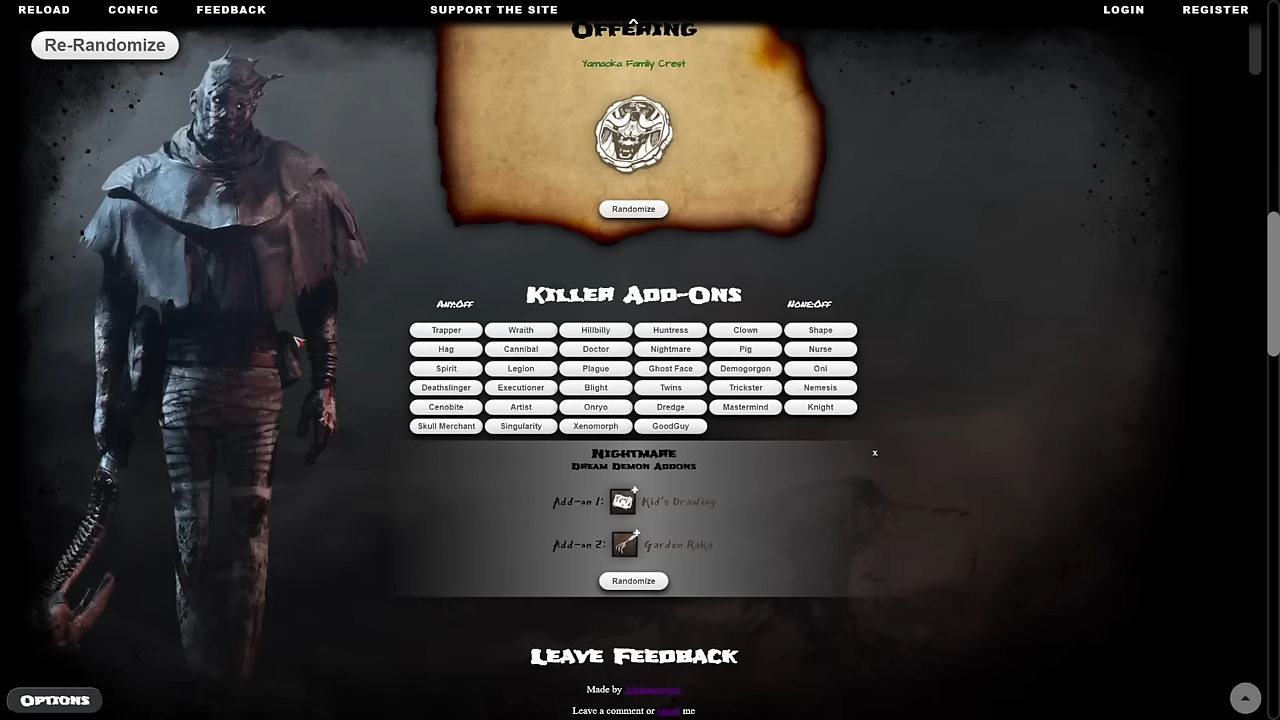 RELOAD CONFIG FEEDBACK SUPPORT THE SITE LOGIN REGISTER
Offering
Re-Randomize
Yamaoka Family Crest
Randomize
Killer Add-Ons
Any:Off None:Off
Trapper Wraith Hillbilly Huntress Clown Shape
Hag Cannibal Doctor Nightmare Pig Nurse
Spirit Legion Plague Ghost Face Demogorgon Oni
Deathslinger Executioner Blight Twins Trickster Nemesis
Cenobite Artist Onryo Dredge Mastermind Knight
Skull Merchant Singularity Xenomorph GoodGuy
Nightmare x
Dream Demon Addons
Add-on 1: Kid's Drawing
Add-on 2: Garden Rake
Randomize
Leave Feedback
Made by
Options
Leave a comment or email me